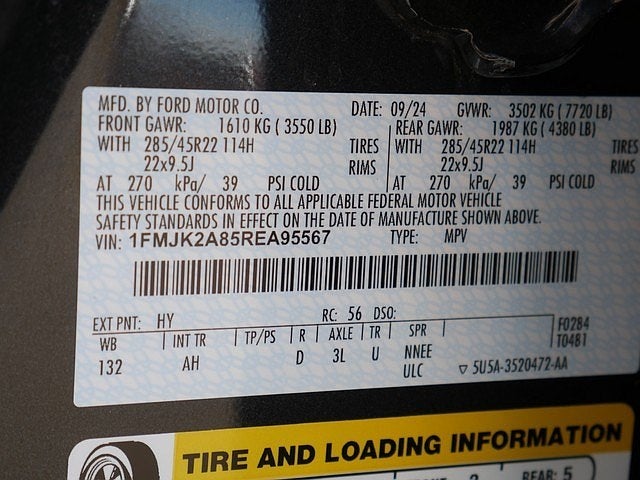 MFD. BY FORD MOTOR CO. DATE: 09/24 GVWR: 3502 KG ( 7720 LB)
FRONT GAWR: 1610 KG ( 3550 LB) REAR GAWR: 1987 KG ( 4380 LB)
WITH 285/45R22 114H TIRES WITH 285/45R22 114H TIRES
22x9.5J RIMS 22x9.5J RIMS
AT 270 kPa/ 39 PSI COLD AT 270 kPa/ 39 PSI COLD
THIS VEHICLE CONFORMS TO ALL APPLICABLE FEDERAL MOTOR VEHICLE
SAFETY STANDARDS IN EFFECT ON THE DATE OF MANUFACTURE SHOWN ABOVE.
VIN: 1FMJK2A85REA95567 TYPE: MPV
EXT PNT: HY RC: 56 DSO: F0284
WB INT TR TP/PS R AXLE TR SPR T0481
132 AH D 3L U NNEE
ULC ▽ 5U5A-3520472-AA
TIRE AND LOADING INFORMATION
REAR: 5